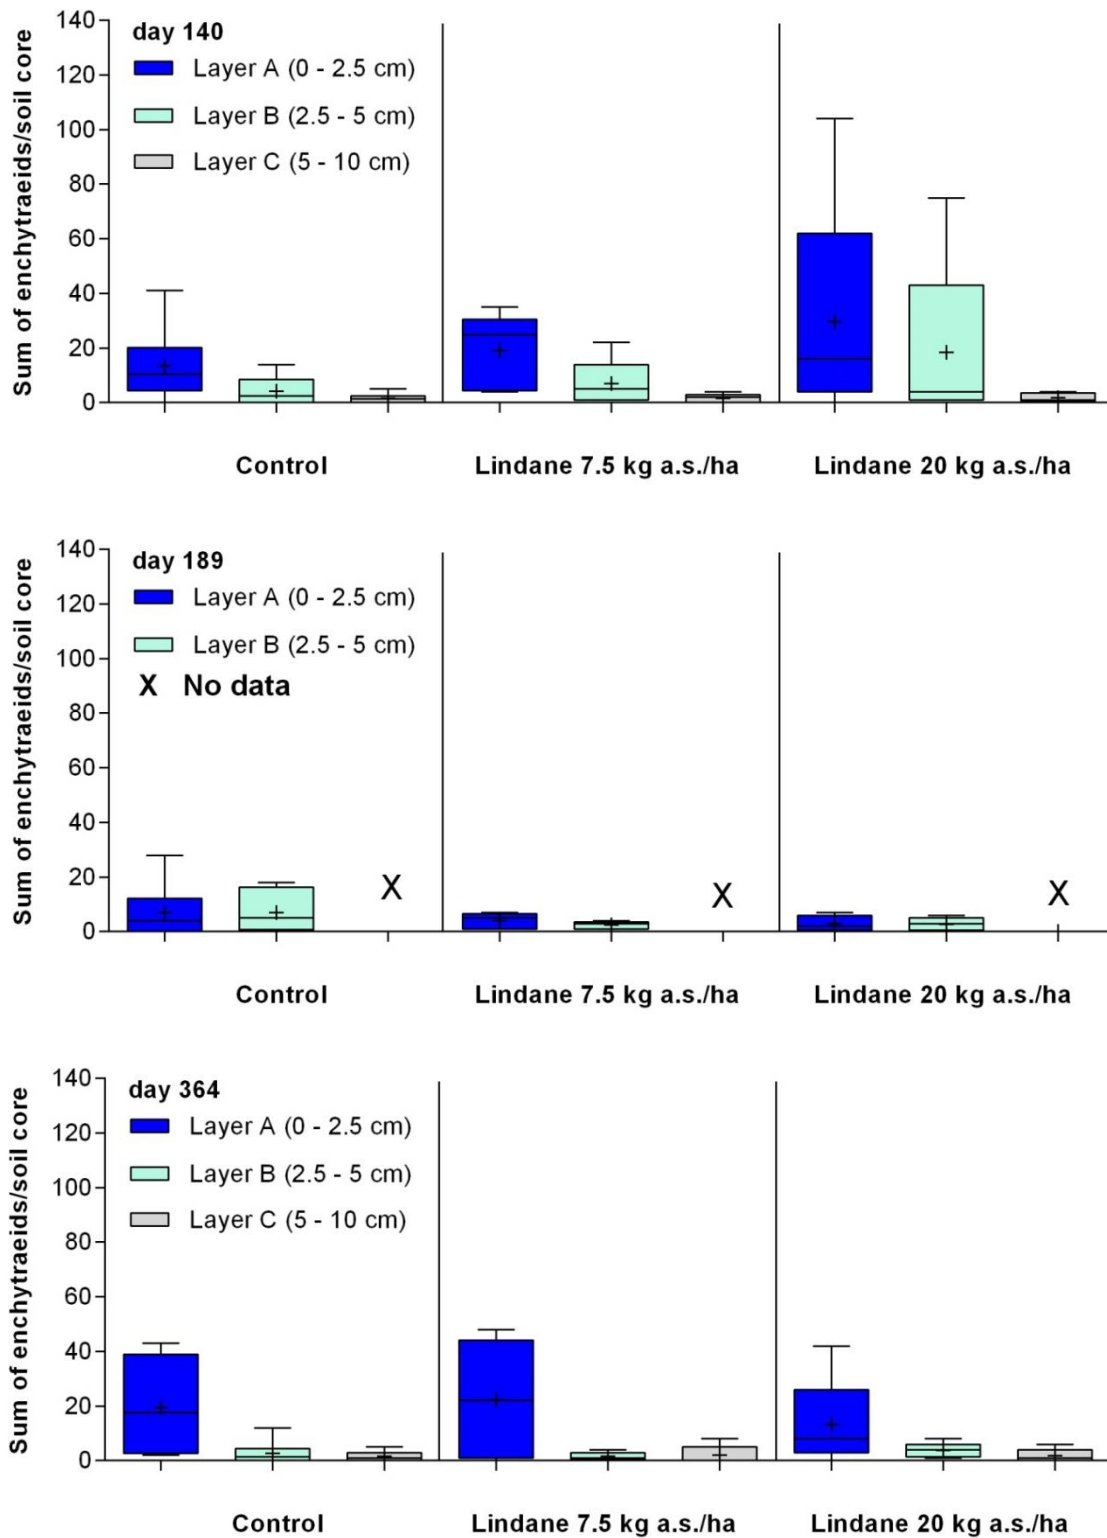 Sum of enchytraeids/soil core
140
120
100
80
60
40
20
0
day 140
Layer A (0 - 2.5 cm)
Layer B (2.5 - 5 cm)
Layer C (5 - 10 cm)
Control
Lindane 7.5 kg a.s./ha
Lindane 20 kg a.s./ha
Sum of enchytraeids/soil core
140
120
100
80
60
40
20
0
day 189
Layer A (0 - 2.5 cm)
Layer B (2.5 - 5 cm)
X No data
X
X
X
Control
Lindane 7.5 kg a.s./ha
Lindane 20 kg a.s./ha
Sum of enchytraeids/soil core
140
120
100
80
60
40
20
0
day 364
Layer A (0 - 2.5 cm)
Layer B (2.5 - 5 cm)
Layer C (5 - 10 cm)
Control
Lindane 7.5 kg a.s./ha
Lindane 20 kg a.s./ha